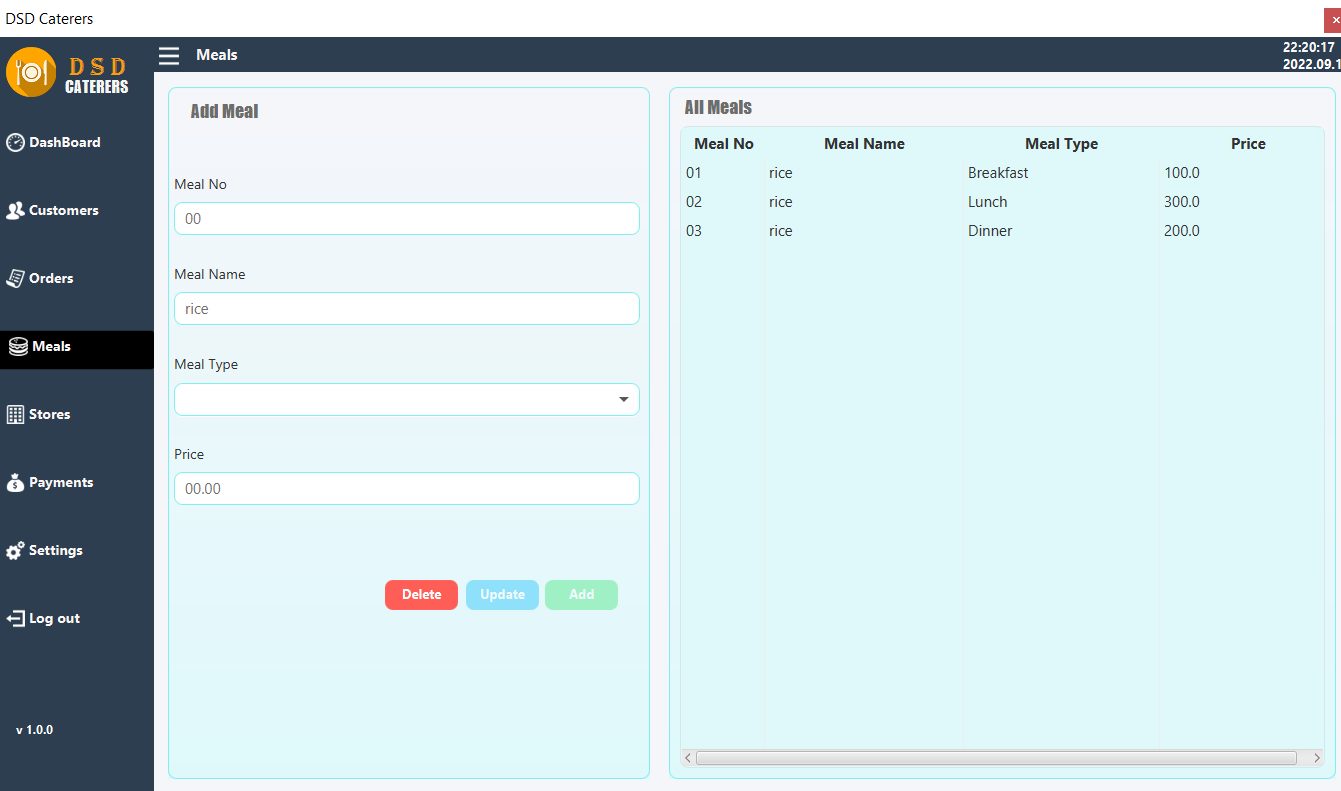 DSD Caterers
×
DSD
CATERERS
Meals
22:20:17
2022.09.1
DashBoard
Customers
Orders
Meals
Stores
Payments
Settings
Log out
v 1.0.0
Add Meal
Meal No
00
Meal Name
rice
Meal Type
Price
00.00
Delete Update Add
All Meals
Meal No Meal Name Meal Type Price
01 rice Breakfast 100.0
02 rice Lunch 300.0
03 rice Dinner 200.0